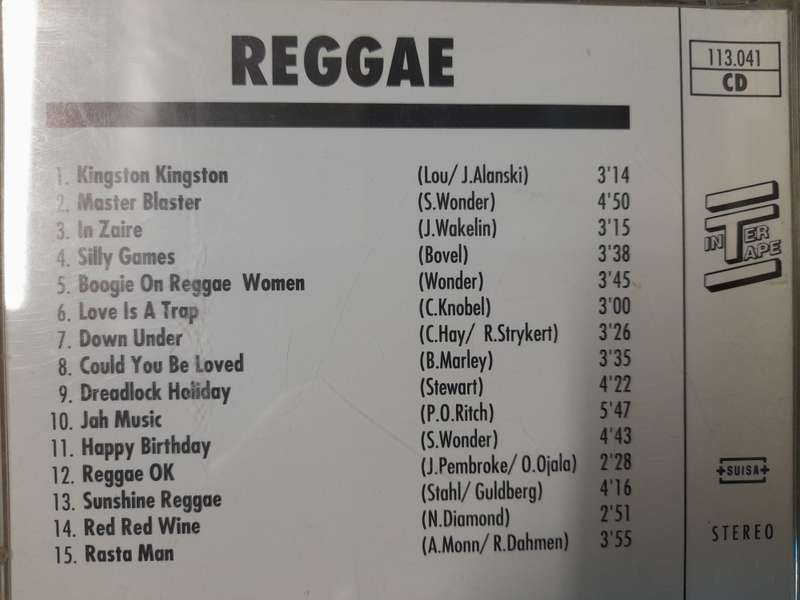 REGGAE
113.041
CD
1. Kingston Kingston (Lou/ J.Alanski) 3'14
2. Master Blaster (S.Wonder) 4'50
3. In Zaire (J.Wakelin) 3'15
4. Silly Games (Bovel) 3'38
5. Boogie On Reggae Women (Wonder) 3'45
6. Love Is A Trap (C.Knobel) 3'00
7. Down Under (C.Hay/ R.Strykert) 3'26
8. Could You Be Loved (B.Marley) 3'35
9. Dreadlock Holiday (Stewart) 4'22
10. Jah Music (P.O.Ritch) 5'47
11. Happy Birthday (S.Wonder) 4'43
12. Reggae OK (J.Pembroke/ O.Ojala) 2'28
13. Sunshine Reggae (Stahl/ Guldberg) 4'16
14. Red Red Wine (N.Diamond) 2'51
15. Rasta Man (A.Monn/ R.Dahmen) 3'55
INTER TAPE
SUISA
STEREO